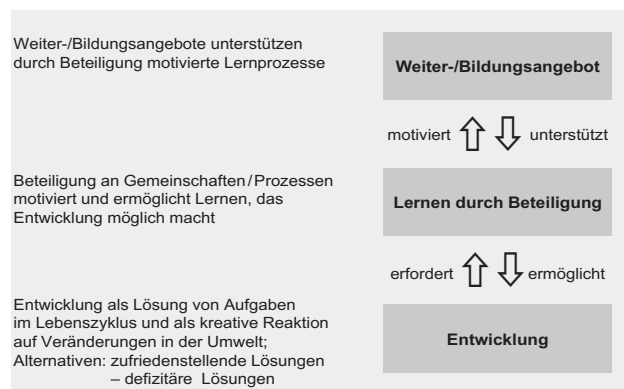 Weiter-/Bildungsangebote unterstützen
durch Beteiligung motivierte Lernprozesse
Weiter-/Bildungsangebot
motiviert unterstützt
Beteiligung an Gemeinschaften/Prozessen
motiviert und ermöglicht Lernen, das
Entwicklung möglich macht
Lernen durch Beteiligung
erfordert ermöglicht
Entwicklung als Lösung von Aufgaben
im Lebenszyklus und als kreative Reaktion
auf Veränderungen in der Umwelt;
Alternativen: zufriedenstellende Lösungen
– defizitäre Lösungen
Entwicklung